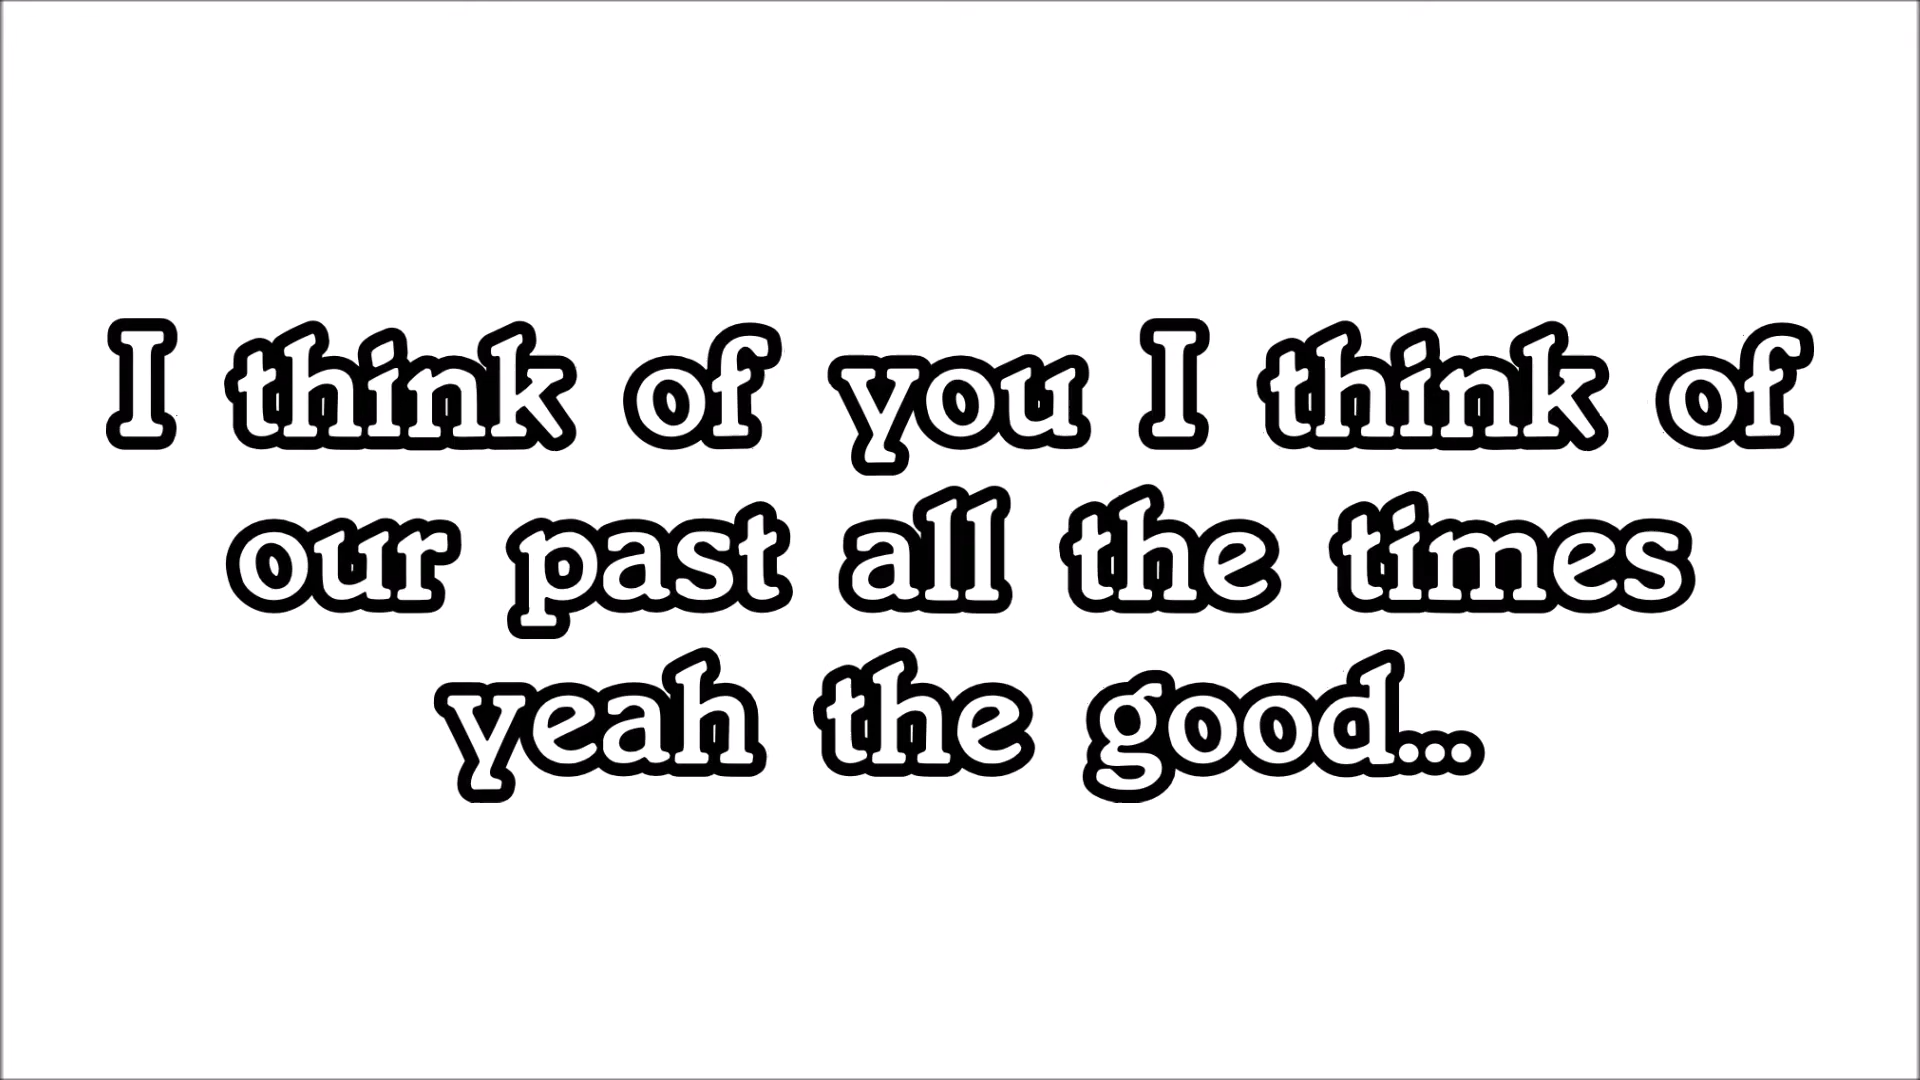 I think of you I think of
our past all the times
yeah the good...